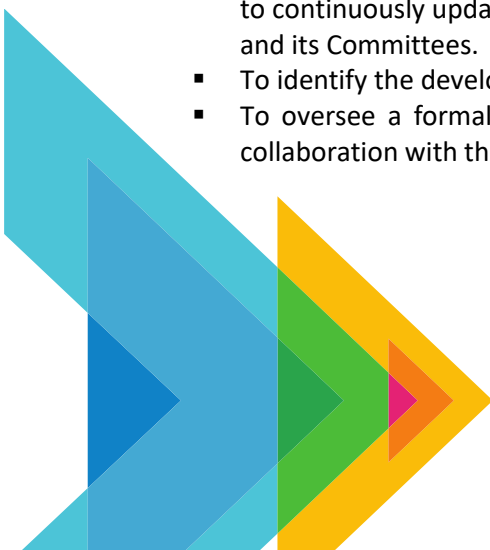 to continuously upda
and its Committees.
▪ To identify the develo
▪ To oversee a formal
collaboration with th